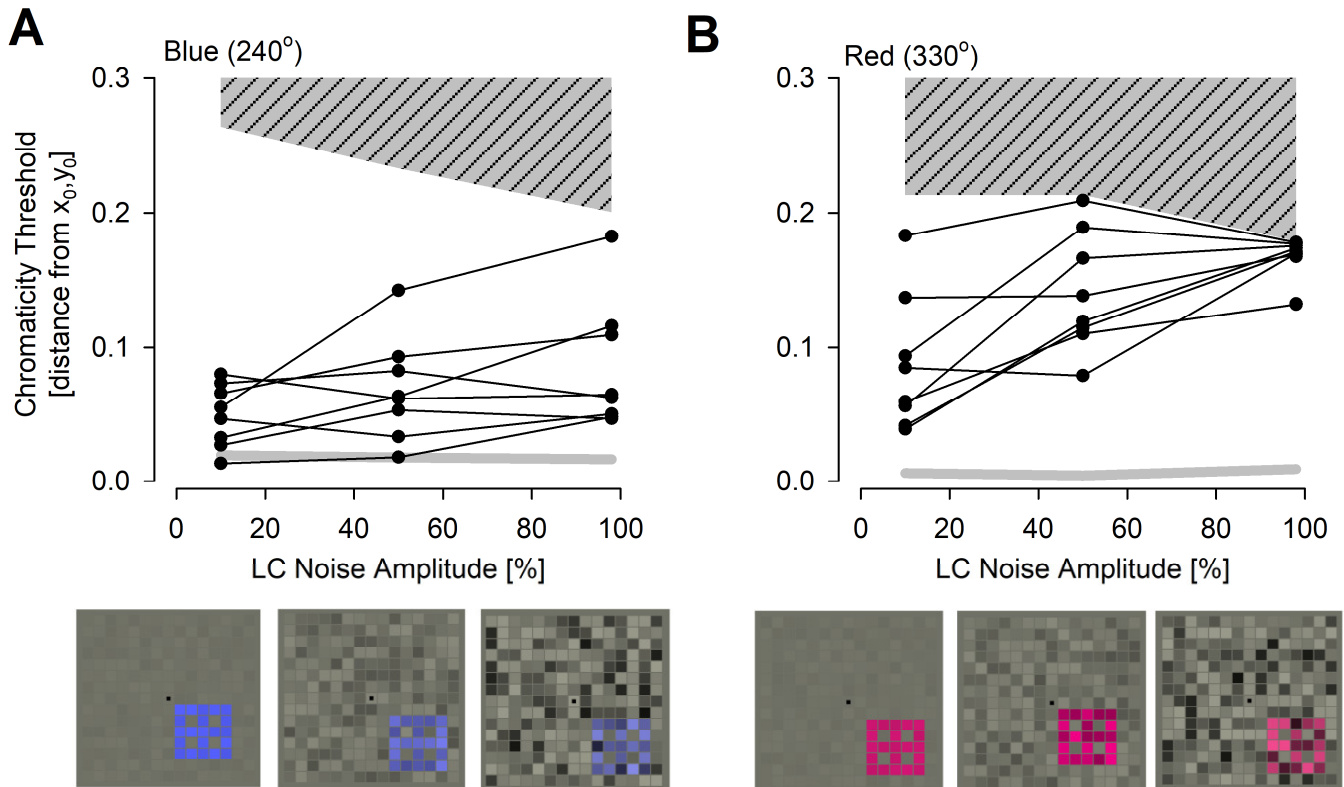 A
Blue (240°)
Chromaticity Threshold
[distance from x₀,y₀]
0.3
0.2
0.1
0.0
0 20 40 60 80 100
LC Noise Amplitude [%]
B
Red (330°)
0.3
0.2
0.1
0.0
0 20 40 60 80 100
LC Noise Amplitude [%]